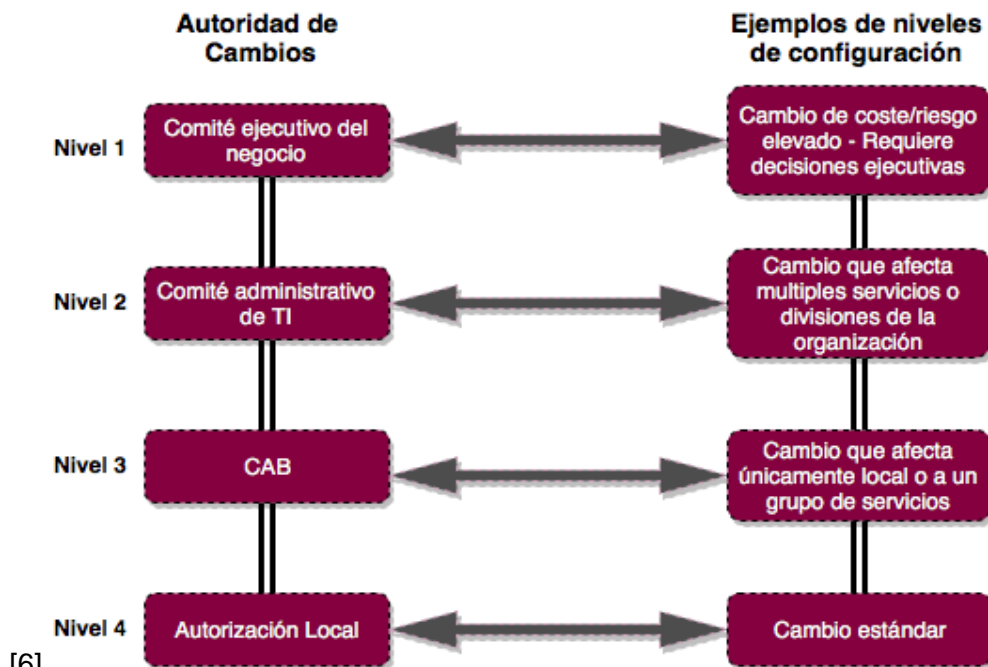 Autoridad de
Cambios
Ejemplos de niveles
de configuración
Nivel 1
Comité ejecutivo del
negocio
Cambio de coste/riesgo
elevado - Requiere
decisiones ejecutivas
Nivel 2
Comité administrativo
de TI
Cambio que afecta
multiples servicios o
divisiones de la
organización
Nivel 3
CAB
Cambio que afecta
únicamente local o a un
grupo de servicios
Nivel 4
Autorización Local
Cambio estándar
[6]